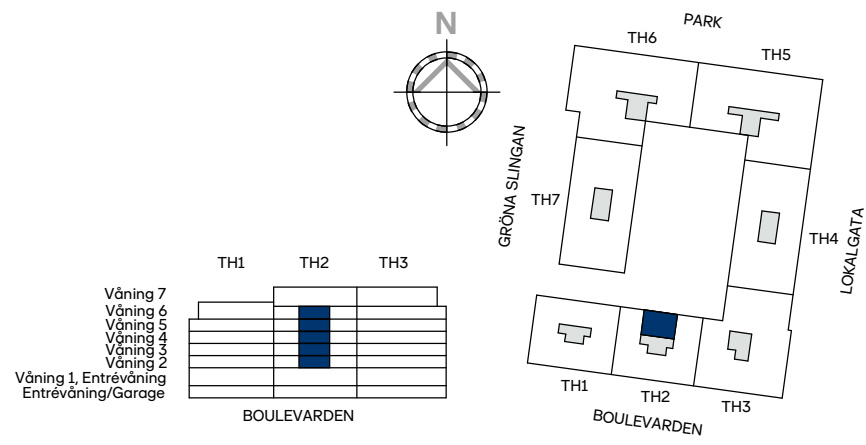 N
PARK
TH6
TH5
GRÖNA SLINGAN
TH7
TH4
LOKALGATA
TH1 TH2 TH3
Våning 7
Våning 6
Våning 5
Våning 4
Våning 3
Våning 2
Våning 1, Entrévåning
Entrévåning/Garage
BOULEVARDEN
TH1
TH2
TH3
BOULEVARDEN